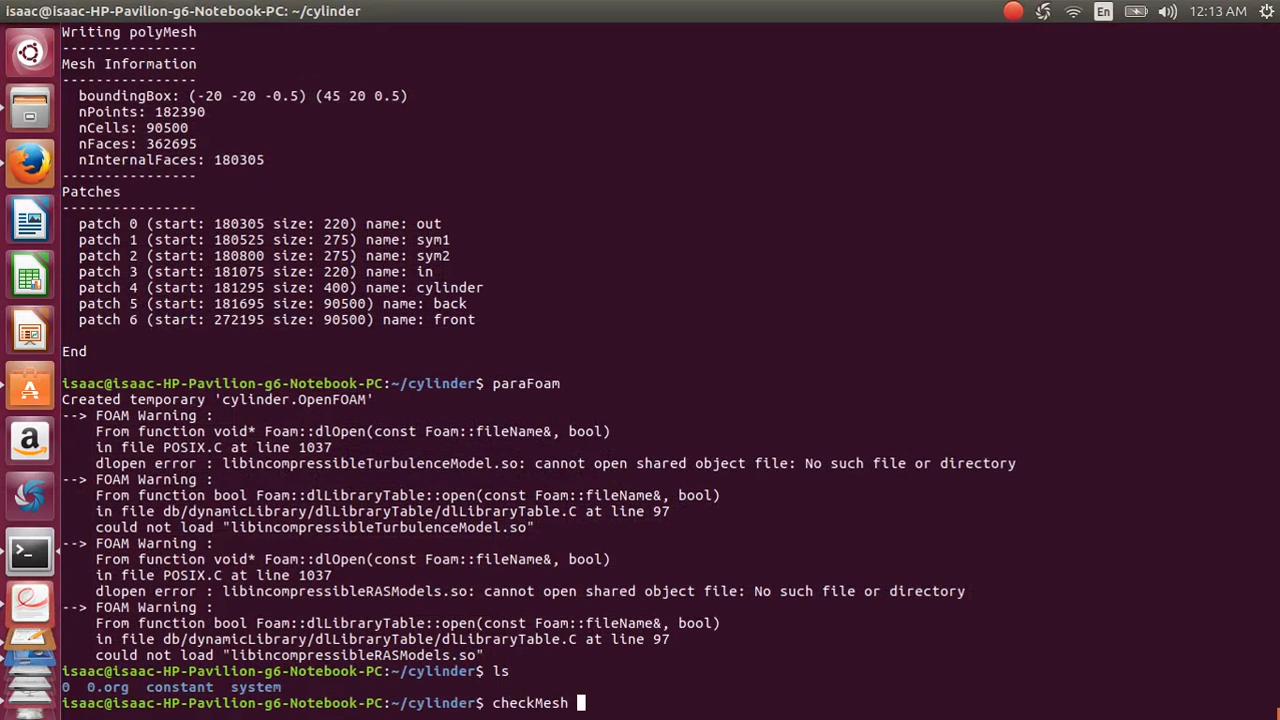 isaac@isaac-HP-Pavilion-g6-Notebook-PC: ~/cylinder
En
12:13 AM
Writing polyMesh
----------------
Mesh Information
----------------
boundingBox: (-20 -20 -0.5) (45 20 0.5)
nPoints: 182390
nCells: 90500
nFaces: 362695
nInternalFaces: 180305
----------------
Patches
----------------
patch 0 (start: 180305 size: 220) name: out
patch 1 (start: 180525 size: 275) name: sym1
patch 2 (start: 180800 size: 275) name: sym2
patch 3 (start: 181075 size: 220) name: in
patch 4 (start: 181295 size: 400) name: cylinder
patch 5 (start: 181695 size: 90500) name: back
patch 6 (start: 272195 size: 90500) name: front
End
isaac@isaac-HP-Pavilion-g6-Notebook-PC:~/cylinder$ paraFoam
Created temporary 'cylinder.OpenFOAM'
--> FOAM Warning :
From function void* Foam::dlOpen(const Foam::fileName&, bool)
in file POSIX.C at line 1037
dlopen error : libincompressibleTurbulenceModel.so: cannot open shared object file: No such file or directory
--> FOAM Warning :
From function bool Foam::dlLibraryTable::open(const Foam::fileName&, bool)
in file db/dynamicLibrary/dlLibraryTable/dlLibraryTable.C at line 97
could not load "libincompressibleTurbulenceModel.so"
--> FOAM Warning :
From function void* Foam::dlOpen(const Foam::fileName&, bool)
in file POSIX.C at line 1037
dlopen error : libincompressibleRASModels.so: cannot open shared object file: No such file or directory
--> FOAM Warning :
From function bool Foam::dlLibraryTable::open(const Foam::fileName&, bool)
in file db/dynamicLibrary/dlLibraryTable/dlLibraryTable.C at line 97
could not load "libincompressibleRASModels.so"
isaac@isaac-HP-Pavilion-g6-Notebook-PC:~/cylinder$ ls
0 0.org constant system
isaac@isaac-HP-Pavilion-g6-Notebook-PC:~/cylinder$ checkMesh